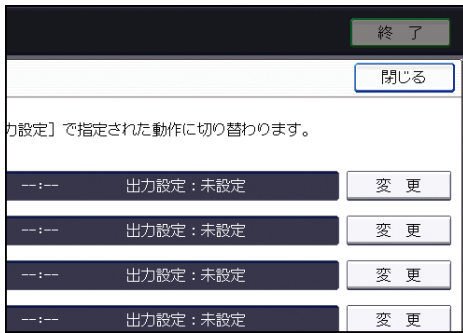 終 了
閉じる
力設定］で指定された動作に切り替わります。
--:-- 出力設定：未設定 変 更
--:-- 出力設定：未設定 変 更
--:-- 出力設定：未設定 変 更
--:-- 出力設定：未設定 変 更